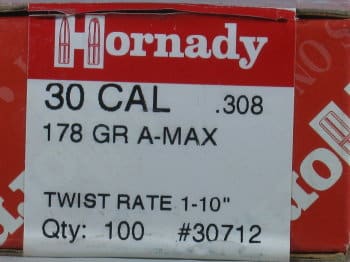 Hornady
30 CAL .308
178 GR A-MAX
TWIST RATE 1-10"
Qty: 100 #30712